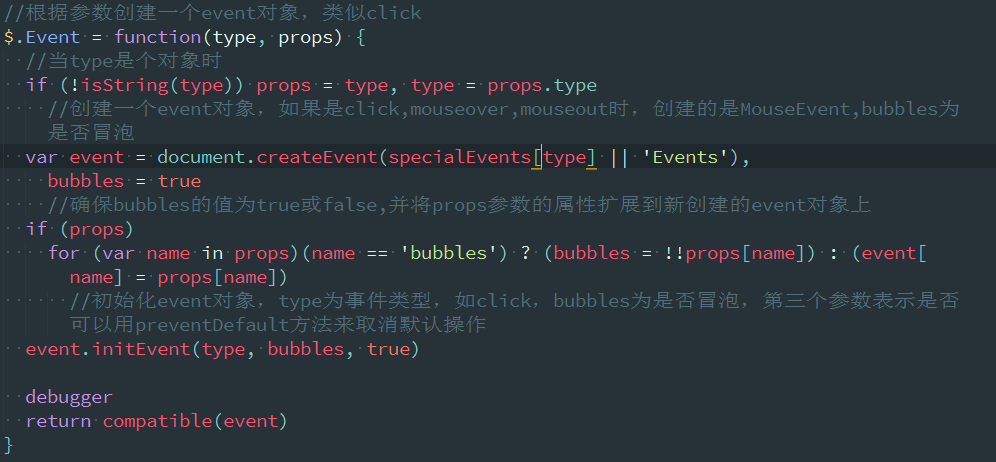 //根据参数创建一个event对象，类似click
$.Event = function(type, props) {
//当type是个对象时
if (!isString(type)) props = type, type = props.type
//创建一个event对象，如果是click,mouseover,mouseout时，创建的是MouseEvent,bubbles为
是否冒泡
var event = document.createEvent(specialEvents[type] || 'Events'),
bubbles = true
//确保bubbles的值为true或false,并将props参数的属性扩展到新创建的event对象上
if (props)
for (var name in props)(name == 'bubbles') ? (bubbles = !!props[name]) : (event[
name] = props[name])
//初始化event对象，type为事件类型，如click，bubbles为是否冒泡，第三个参数表示是否
可以用preventDefault方法来取消默认操作
event.initEvent(type, bubbles, true)
debugger
return compatible(event)
}